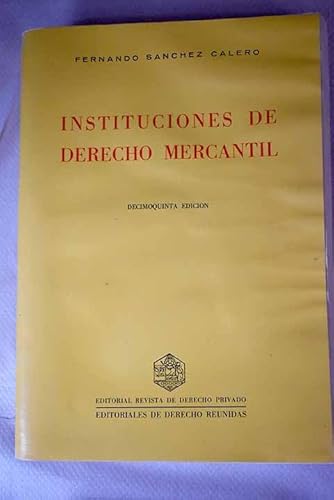 FERNANDO SANCHEZ CALERO
INSTITUCIONES DE
DERECHO MERCANTIL
DECIMOQUINTA EDICION
EDITORIAL REVISTA DE DERECHO PRIVADO
EDITORIALES DE DERECHO REUNIDAS